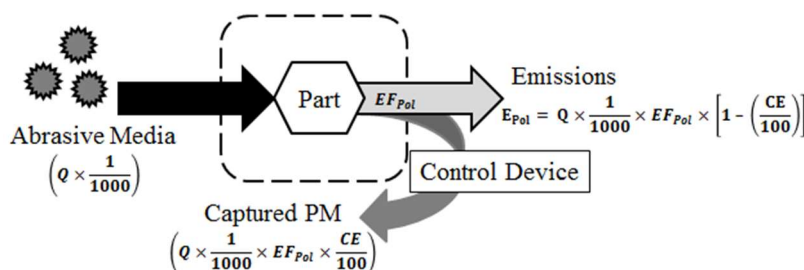 Abrasive Media
(Q × 1/1000)
Part
EF_Pol
Emissions
E_Pol = Q × 1/1000 × EF_Pol × [1 − (CE/100)]
Control Device
Captured PM
(Q × 1/1000 × EF_Pol × CE/100)